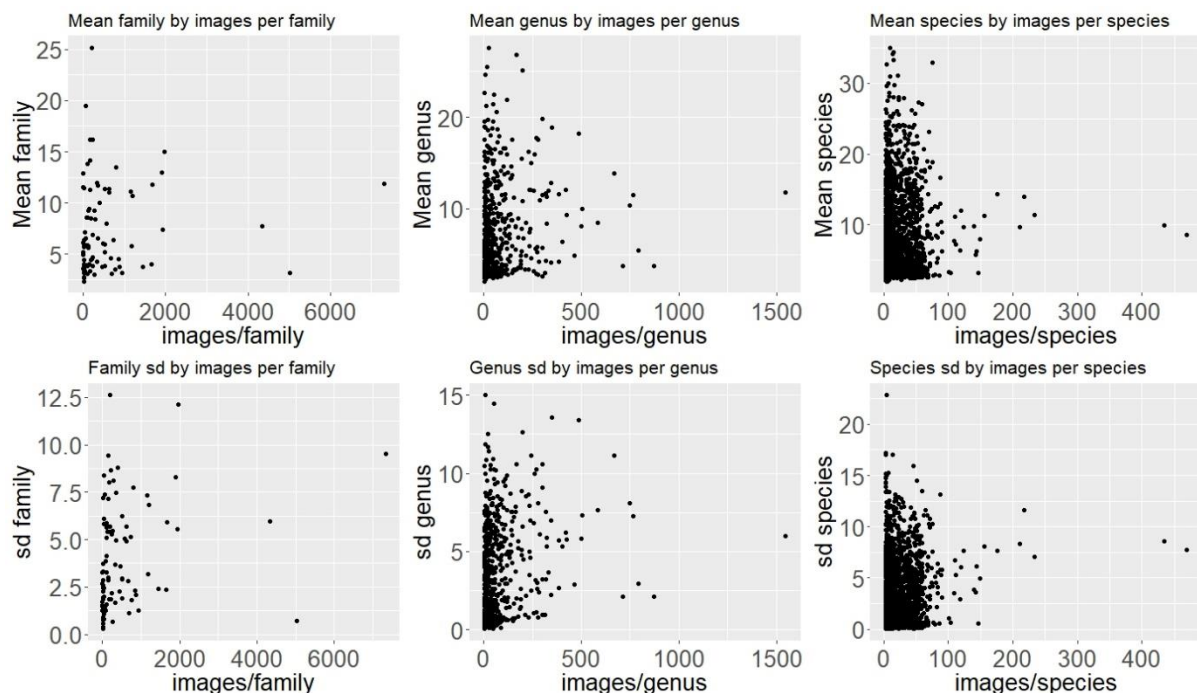 Mean family by images per family
Mean genus by images per genus
Mean species by images per species
Mean family
25
20
15
10
5
0
2000
4000
6000
images/family
Mean genus
20
10
0
500
1000
1500
images/genus
Mean species
30
20
10
0
100
200
300
400
images/species
Family sd by images per family
Genus sd by images per genus
Species sd by images per species
sd family
12.5
10.0
7.5
5.0
2.5
0.0
0
2000
4000
6000
images/family
sd genus
15
10
5
0
0
500
1000
1500
images/genus
sd species
20
15
10
5
0
0
100
200
300
400
images/species